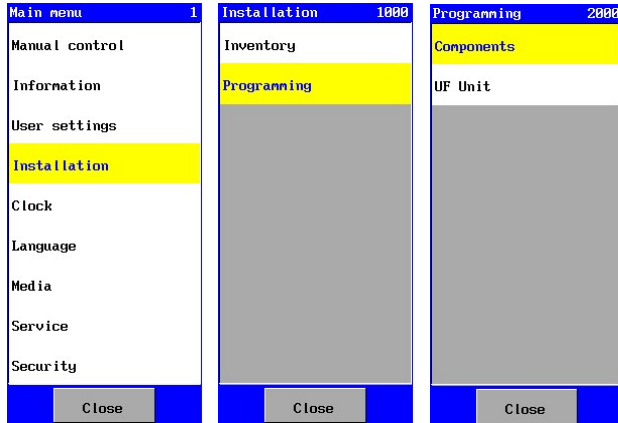 Main menu 1
Manual control
Information
User settings
Installation
Clock
Language
Media
Service
Security
Close
Installation 1000
Inventory
Programming
Close
Programming 2000
Components
UF Unit
Close